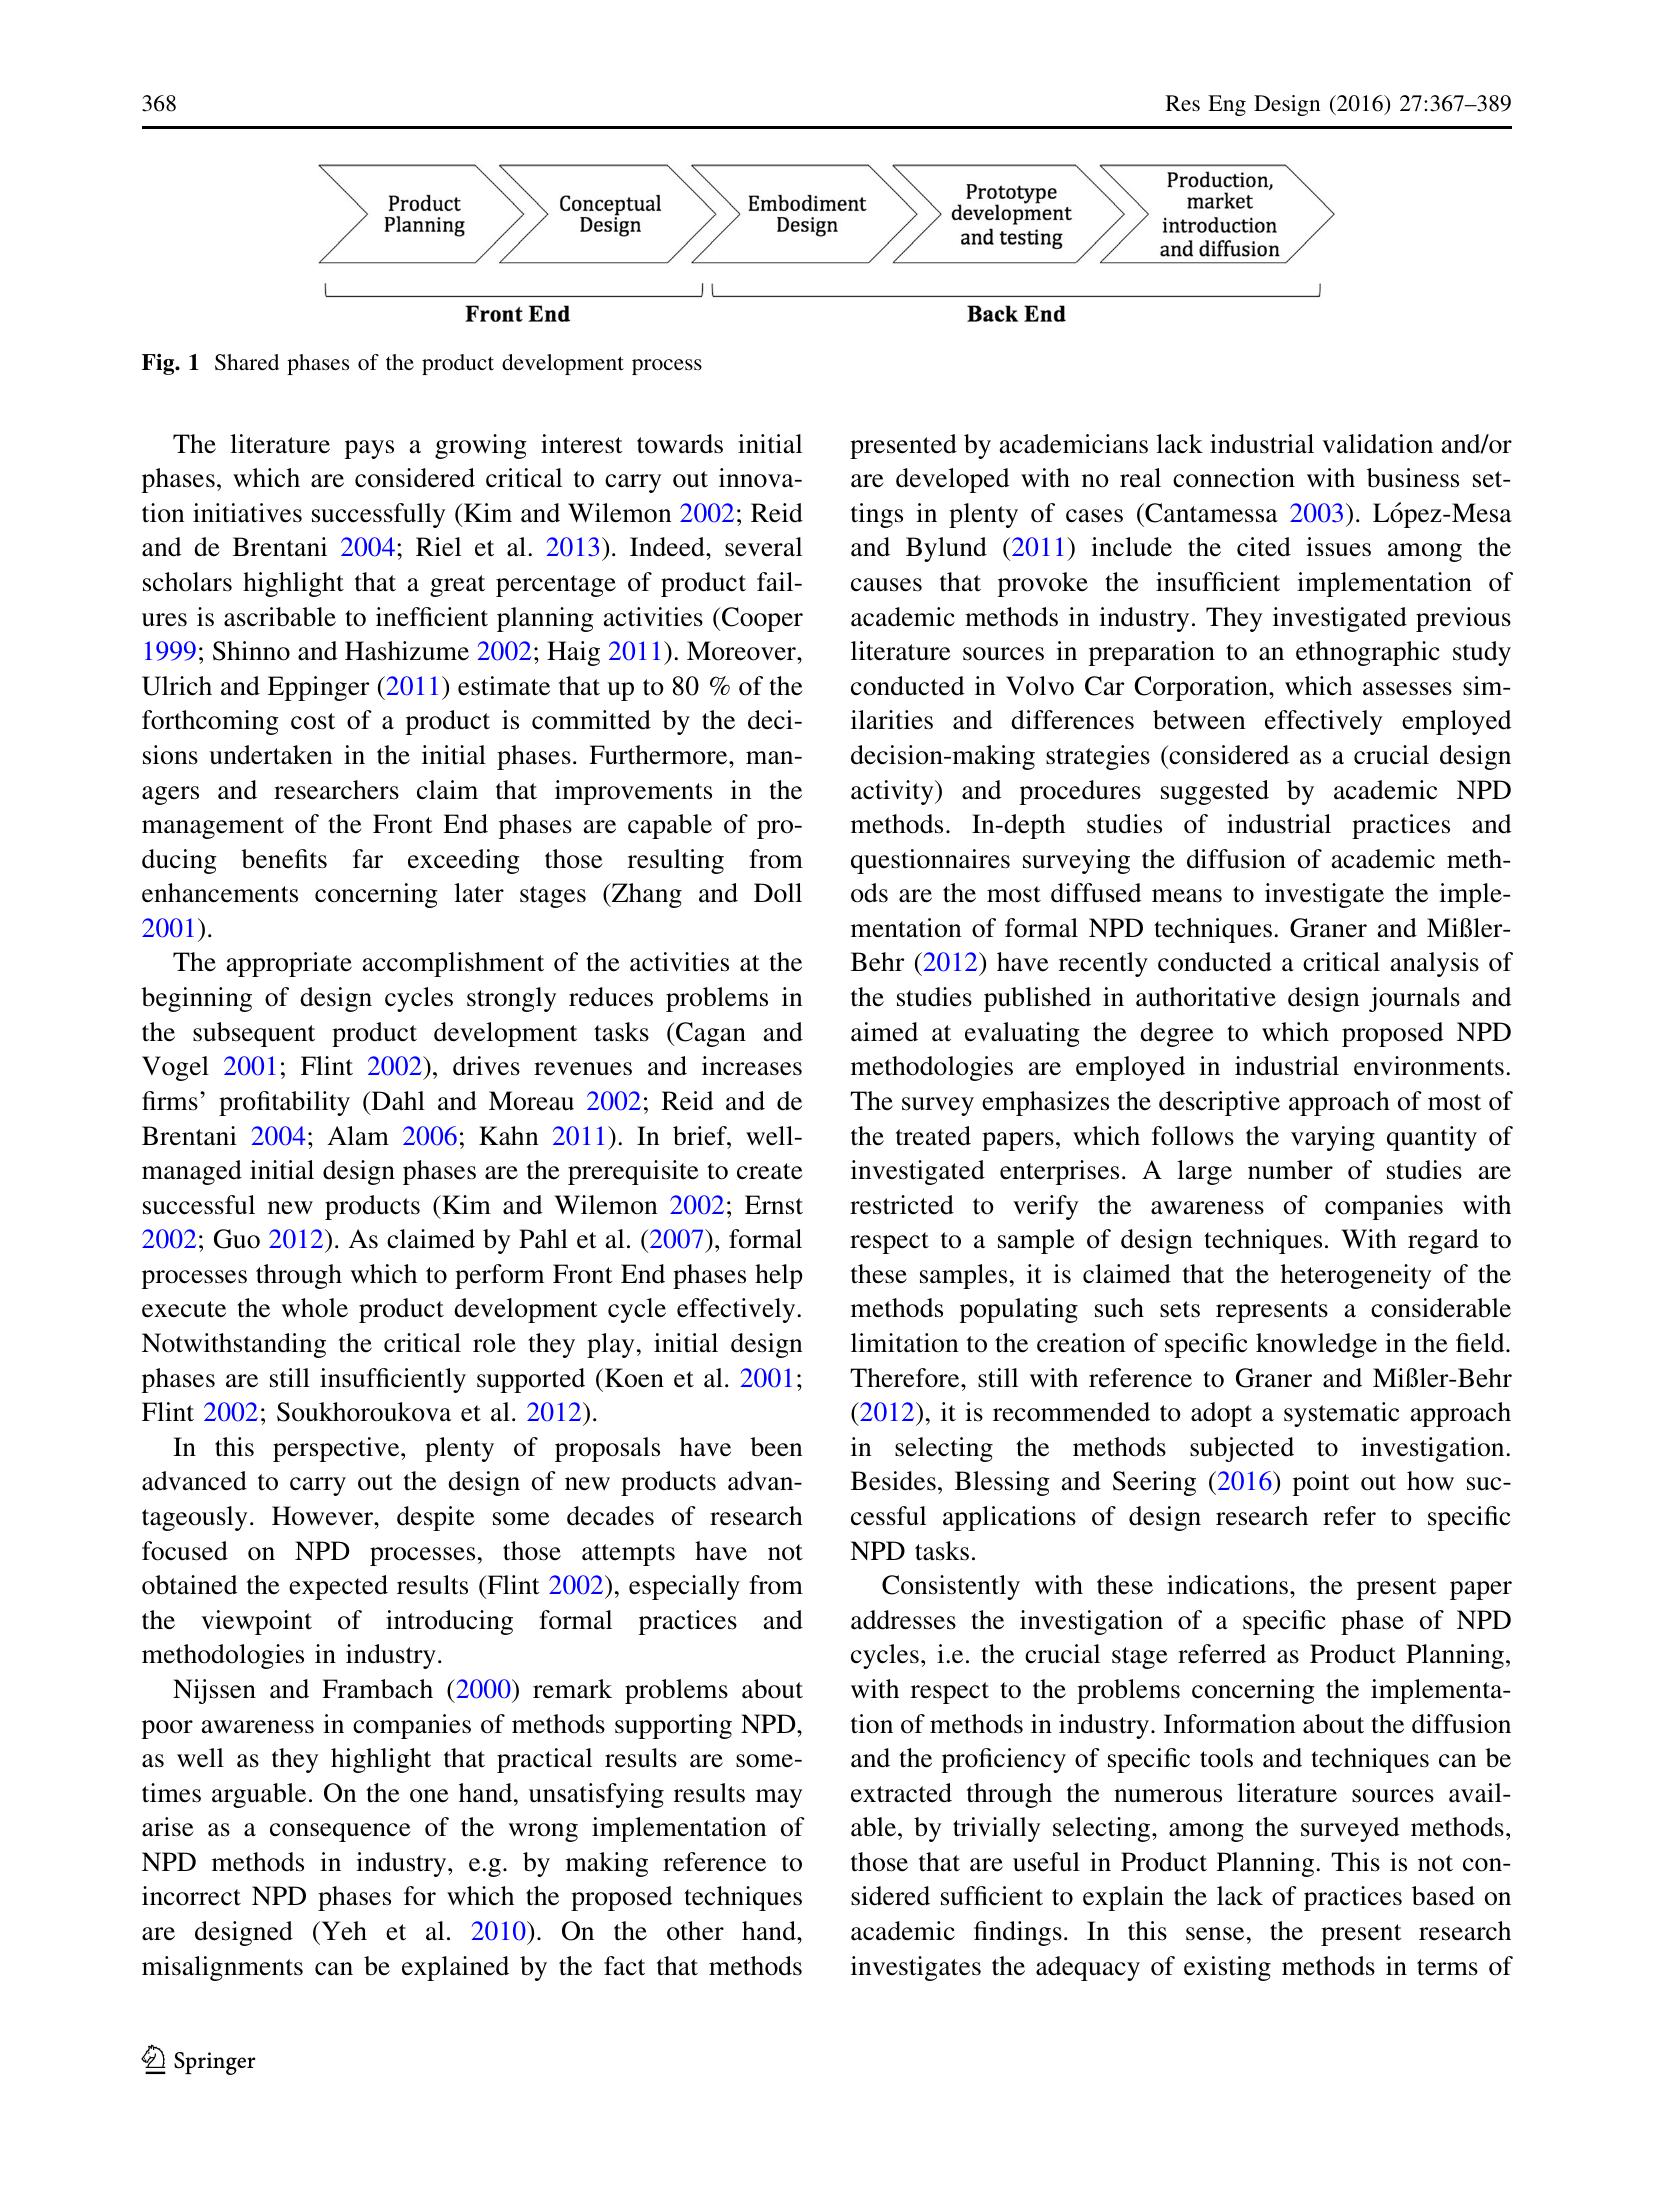 368
Res Eng Design (2016) 27:367–389
Product
Planning
Conceptual
Design
Embodiment
Design
Prototype
development
and testing
Production,
market
introduction
and diffusion
Front End
Back End
Fig. 1 Shared phases of the product development process
The literature pays a growing interest towards initial
phases, which are considered critical to carry out innova-
tion initiatives successfully (Kim and Wilemon 2002; Reid
and de Brentani 2004; Riel et al. 2013). Indeed, several
scholars highlight that a great percentage of product fail-
ures is ascribable to inefficient planning activities (Cooper
1999; Shinno and Hashizume 2002; Haig 2011). Moreover,
Ulrich and Eppinger (2011) estimate that up to 80 % of the
forthcoming cost of a product is committed by the deci-
sions undertaken in the initial phases. Furthermore, man-
agers and researchers claim that improvements in the
management of the Front End phases are capable of pro-
ducing benefits far exceeding those resulting from
enhancements concerning later stages (Zhang and Doll
2001).
The appropriate accomplishment of the activities at the
beginning of design cycles strongly reduces problems in
the subsequent product development tasks (Cagan and
Vogel 2001; Flint 2002), drives revenues and increases
firms’ profitability (Dahl and Moreau 2002; Reid and de
Brentani 2004; Alam 2006; Kahn 2011). In brief, well-
managed initial design phases are the prerequisite to create
successful new products (Kim and Wilemon 2002; Ernst
2002; Guo 2012). As claimed by Pahl et al. (2007), formal
processes through which to perform Front End phases help
execute the whole product development cycle effectively.
Notwithstanding the critical role they play, initial design
phases are still insufficiently supported (Koen et al. 2001;
Flint 2002; Soukhoroukova et al. 2012).
In this perspective, plenty of proposals have been
advanced to carry out the design of new products advan-
tageously. However, despite some decades of research
focused on NPD processes, those attempts have not
obtained the expected results (Flint 2002), especially from
the viewpoint of introducing formal practices and
methodologies in industry.
Nijssen and Frambach (2000) remark problems about
poor awareness in companies of methods supporting NPD,
as well as they highlight that practical results are some-
times arguable. On the one hand, unsatisfying results may
arise as a consequence of the wrong implementation of
NPD methods in industry, e.g. by making reference to
incorrect NPD phases for which the proposed techniques
are designed (Yeh et al. 2010). On the other hand,
misalignments can be explained by the fact that methods
presented by academicians lack industrial validation and/or
are developed with no real connection with business set-
tings in plenty of cases (Cantamessa 2003). López-Mesa
and Bylund (2011) include the cited issues among the
causes that provoke the insufficient implementation of
academic methods in industry. They investigated previous
literature sources in preparation to an ethnographic study
conducted in Volvo Car Corporation, which assesses sim-
ilarities and differences between effectively employed
decision-making strategies (considered as a crucial design
activity) and procedures suggested by academic NPD
methods. In-depth studies of industrial practices and
questionnaires surveying the diffusion of academic meth-
ods are the most diffused means to investigate the imple-
mentation of formal NPD techniques. Graner and Mißler-
Behr (2012) have recently conducted a critical analysis of
the studies published in authoritative design journals and
aimed at evaluating the degree to which proposed NPD
methodologies are employed in industrial environments.
The survey emphasizes the descriptive approach of most of
the treated papers, which follows the varying quantity of
investigated enterprises. A large number of studies are
restricted to verify the awareness of companies with
respect to a sample of design techniques. With regard to
these samples, it is claimed that the heterogeneity of the
methods populating such sets represents a considerable
limitation to the creation of specific knowledge in the field.
Therefore, still with reference to Graner and Mißler-Behr
(2012), it is recommended to adopt a systematic approach
in selecting the methods subjected to investigation.
Besides, Blessing and Seering (2016) point out how suc-
cessful applications of design research refer to specific
NPD tasks.
Consistently with these indications, the present paper
addresses the investigation of a specific phase of NPD
cycles, i.e. the crucial stage referred as Product Planning,
with respect to the problems concerning the implementa-
tion of methods in industry. Information about the diffusion
and the proficiency of specific tools and techniques can be
extracted through the numerous literature sources avail-
able, by trivially selecting, among the surveyed methods,
those that are useful in Product Planning. This is not con-
sidered sufficient to explain the lack of practices based on
academic findings. In this sense, the present research
investigates the adequacy of existing methods in terms of
Springer